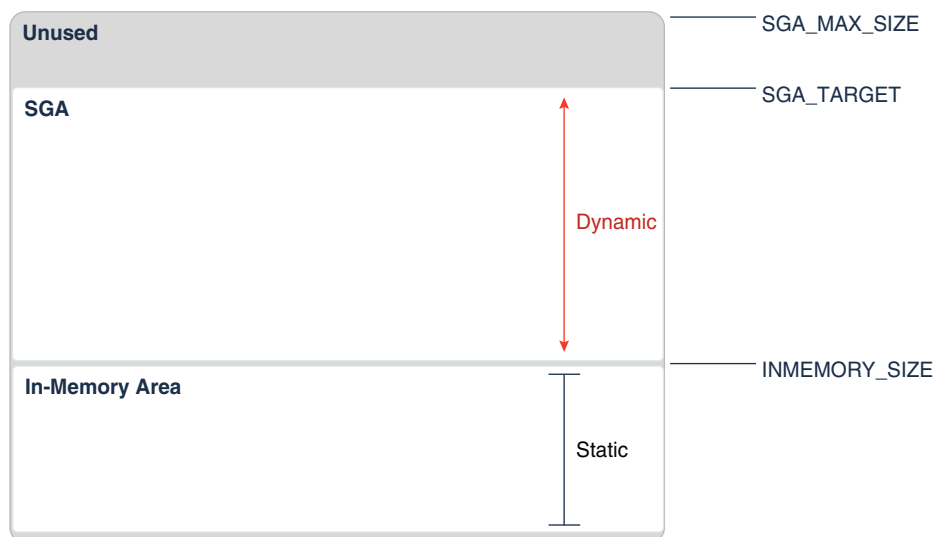 Unused
SGA_MAX_SIZE
SGA_TARGET
SGA
Dynamic
INMEMORY_SIZE
In-Memory Area
Static